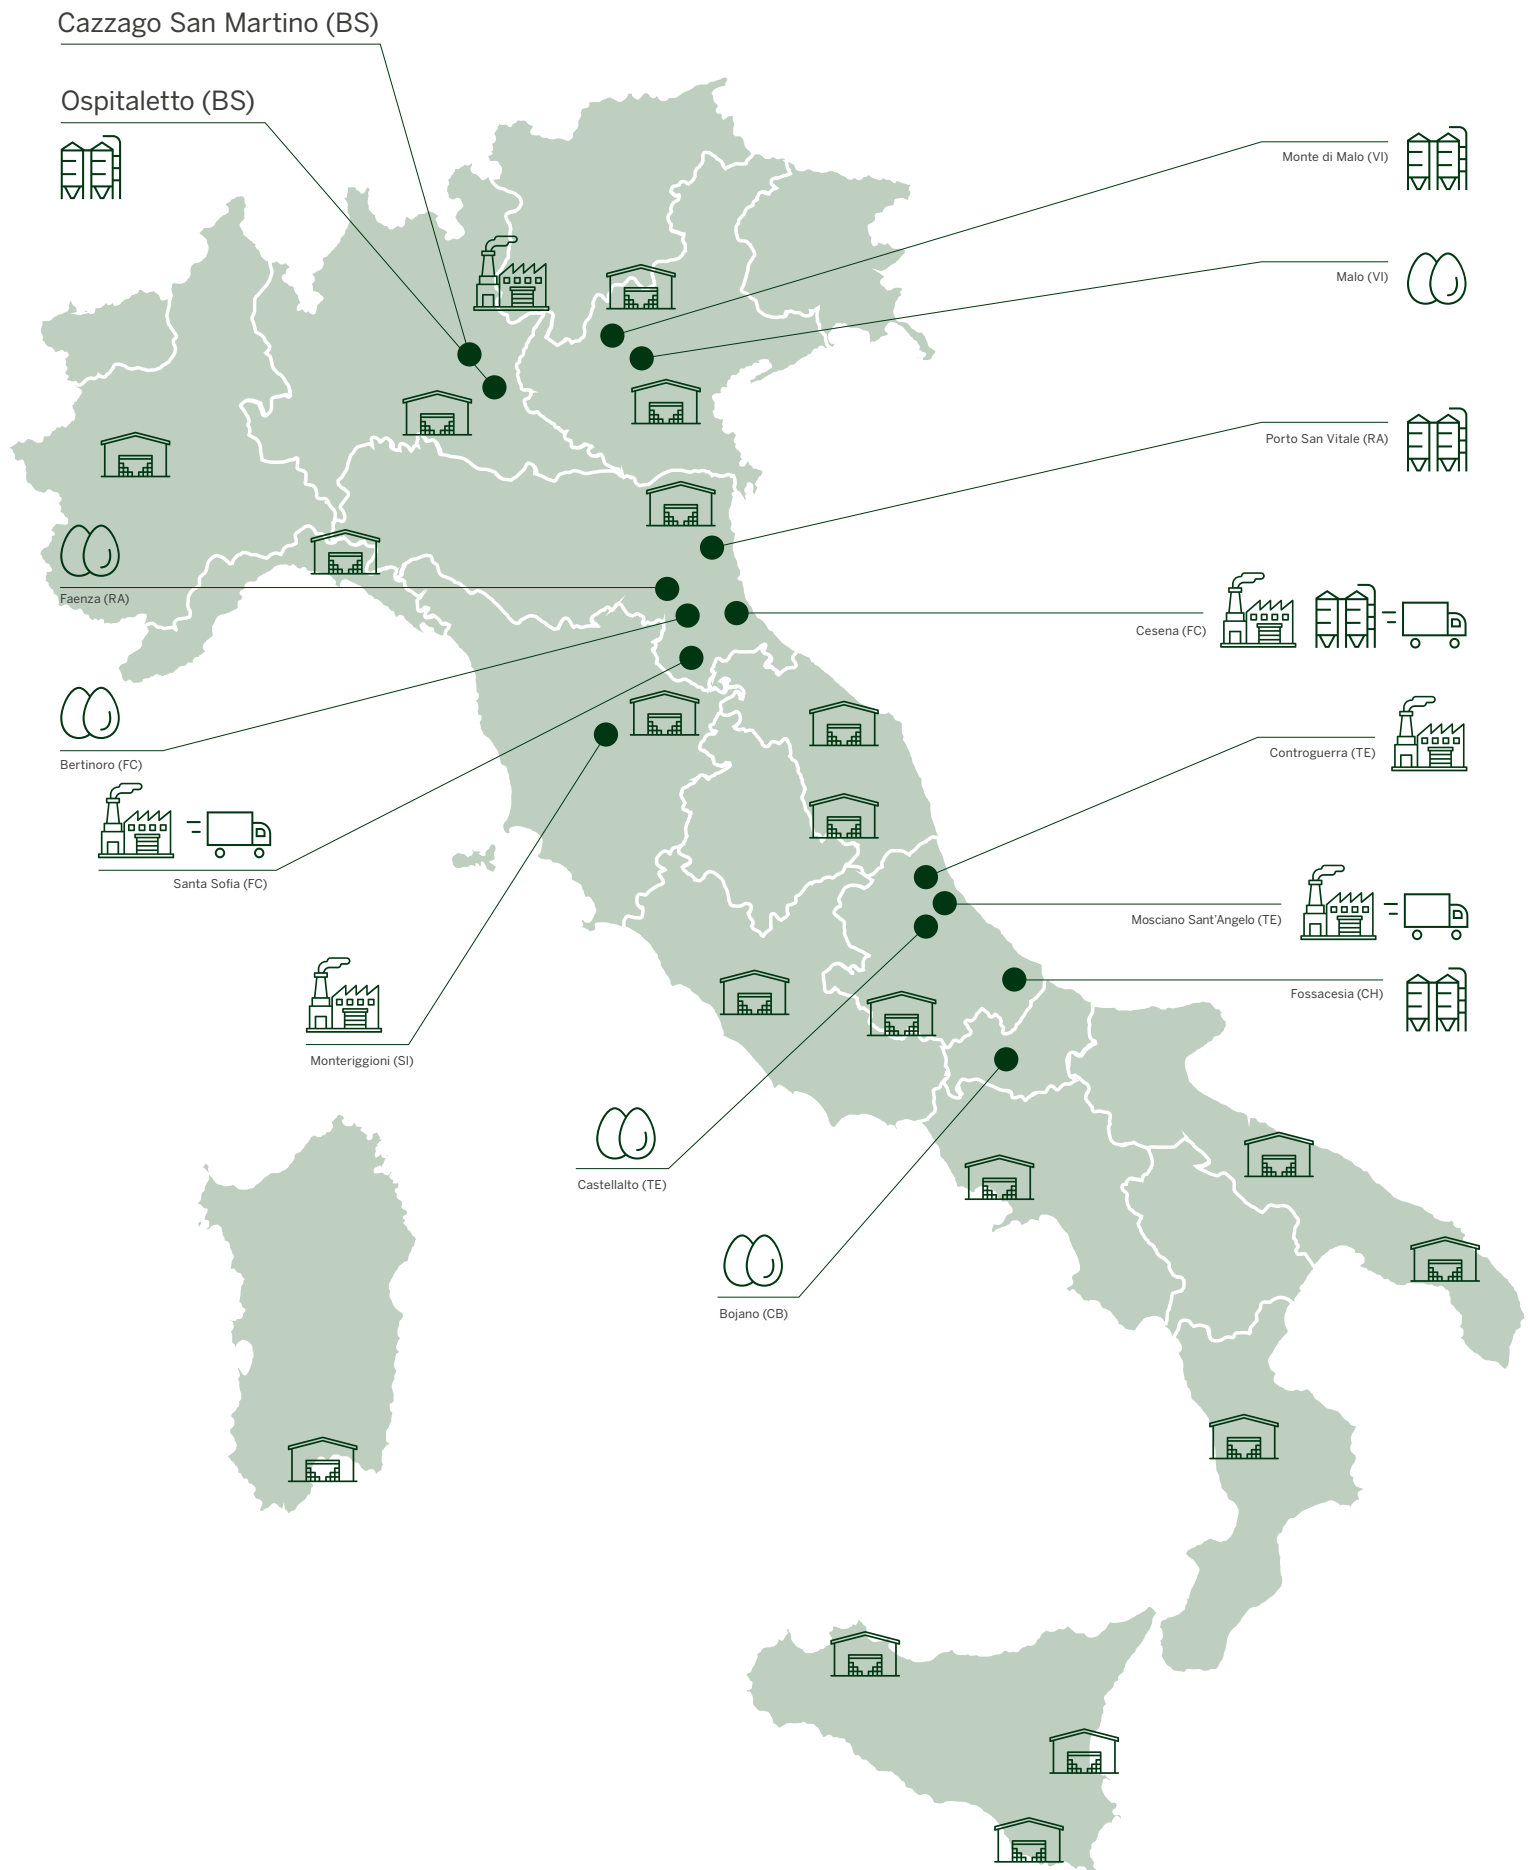 Cazzago San Martino (BS)
Ospitaletto (BS)
Monte di Malo (VI)
Malo (VI)
Porto San Vitale (RA)
Faenza (RA)
Cesena (FC)
Bertinoro (FC)
Controguerra (TE)
Santa Sofia (FC)
Mosciano Sant'Angelo (TE)
Fossacesia (CH)
Monteriggioni (SI)
Castellalto (TE)
Bojano (CB)